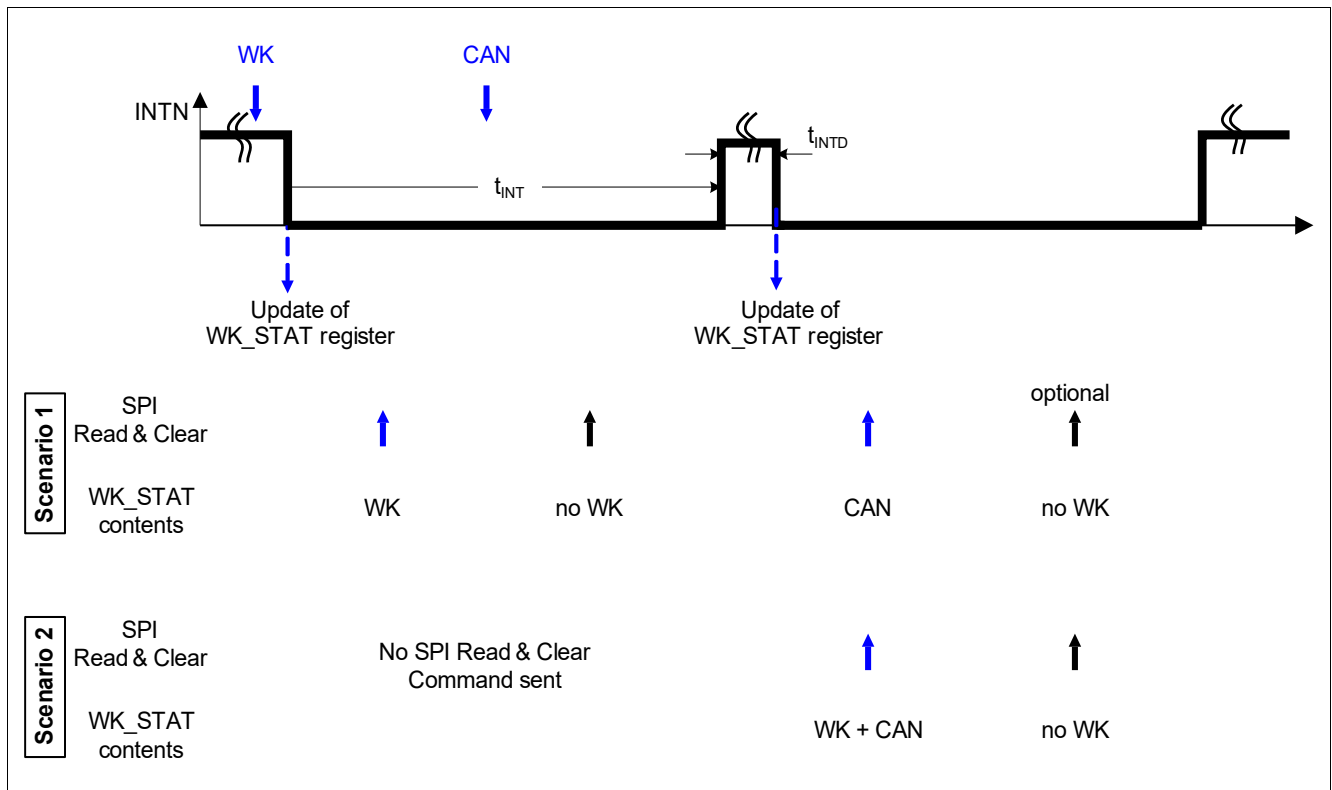 WK
CAN
INTN
tINTD
tINT
Update of
WK_STAT register
Update of
WK_STAT register
Scenario 1
SPI
Read & Clear
optional
WK_STAT
contents
WK
no WK
CAN
no WK
Scenario 2
SPI
Read & Clear
No SPI Read & Clear
Command sent
WK_STAT
contents
WK + CAN
no WK